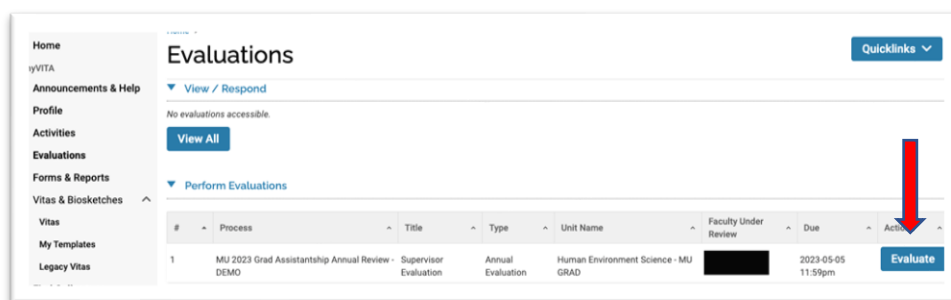 Home
Evaluations
Quicklinks
myVITA
Announcements & Help
Profile
Activities
Evaluations
Forms & Reports
Vitas & Biosketches
Vitas
My Templates
Legacy Vitas
View / Respond
No evaluations accessible.
View All
Perform Evaluations
# Process Title Type Unit Name Faculty Under Review Due Action
1 MU 2023 Grad Assistantship Annual Review - DEMO Supervisor Evaluation Annual Evaluation Human Environment Science - MU GRAD 2023-05-05 11:59pm Evaluate